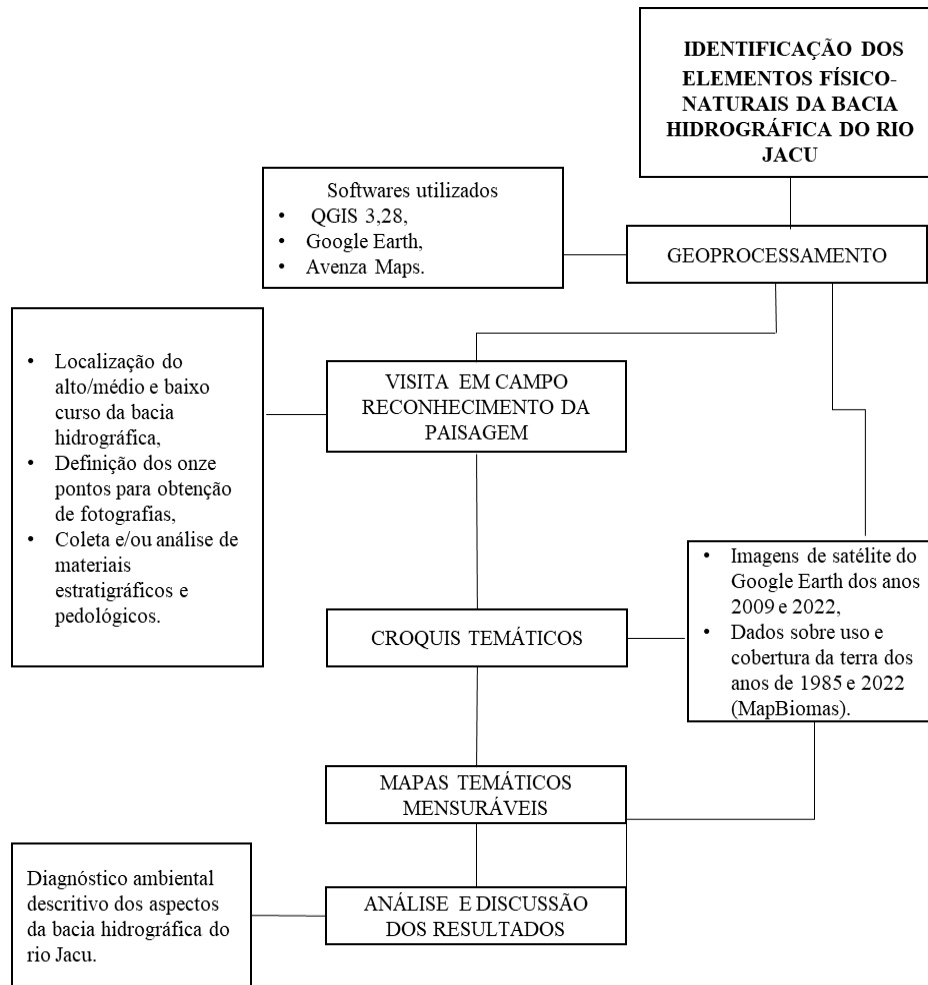 IDENTIFICAÇÃO DOS
ELEMENTOS FÍSICO-
NATURAIS DA BACIA
HIDROGRÁFICA DO RIO
JACU
Softwares utilizados
• QGIS 3,28,
• Google Earth,
• Avenza Maps.
GEOPROCESSAMENTO
• Localização do
alto/médio e baixo
curso da bacia
hidrográfica,
• Definição dos onze
pontos para obtenção
de fotografias,
• Coleta e/ou análise de
materiais
estratigráficos e
pedológicos.
VISITA EM CAMPO
RECONHECIMENTO DA
PAISAGEM
• Imagens de satélite do
Google Earth dos anos
2009 e 2022,
• Dados sobre uso e
cobertura da terra dos
anos de 1985 e 2022
(MapBiomas).
CROQUIS TEMÁTICOS
MAPAS TEMÁTICOS
MENSURÁVEIS
Diagnóstico ambiental
descritivo dos aspectos
da bacia hidrográfica do
rio Jacu.
ANÁLISE E DISCUSSÃO
DOS RESULTADOS